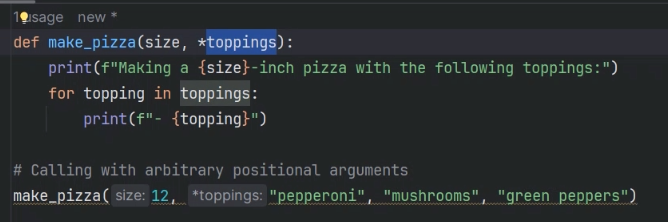 1 usage new *
def make_pizza(size, *toppings):
    print(f"Making a {size}-inch pizza with the following toppings:")
    for topping in toppings:
        print(f"- {topping}")
# Calling with arbitrary positional arguments
make_pizza( size: 12, *toppings: "pepperoni", "mushrooms", "green peppers")